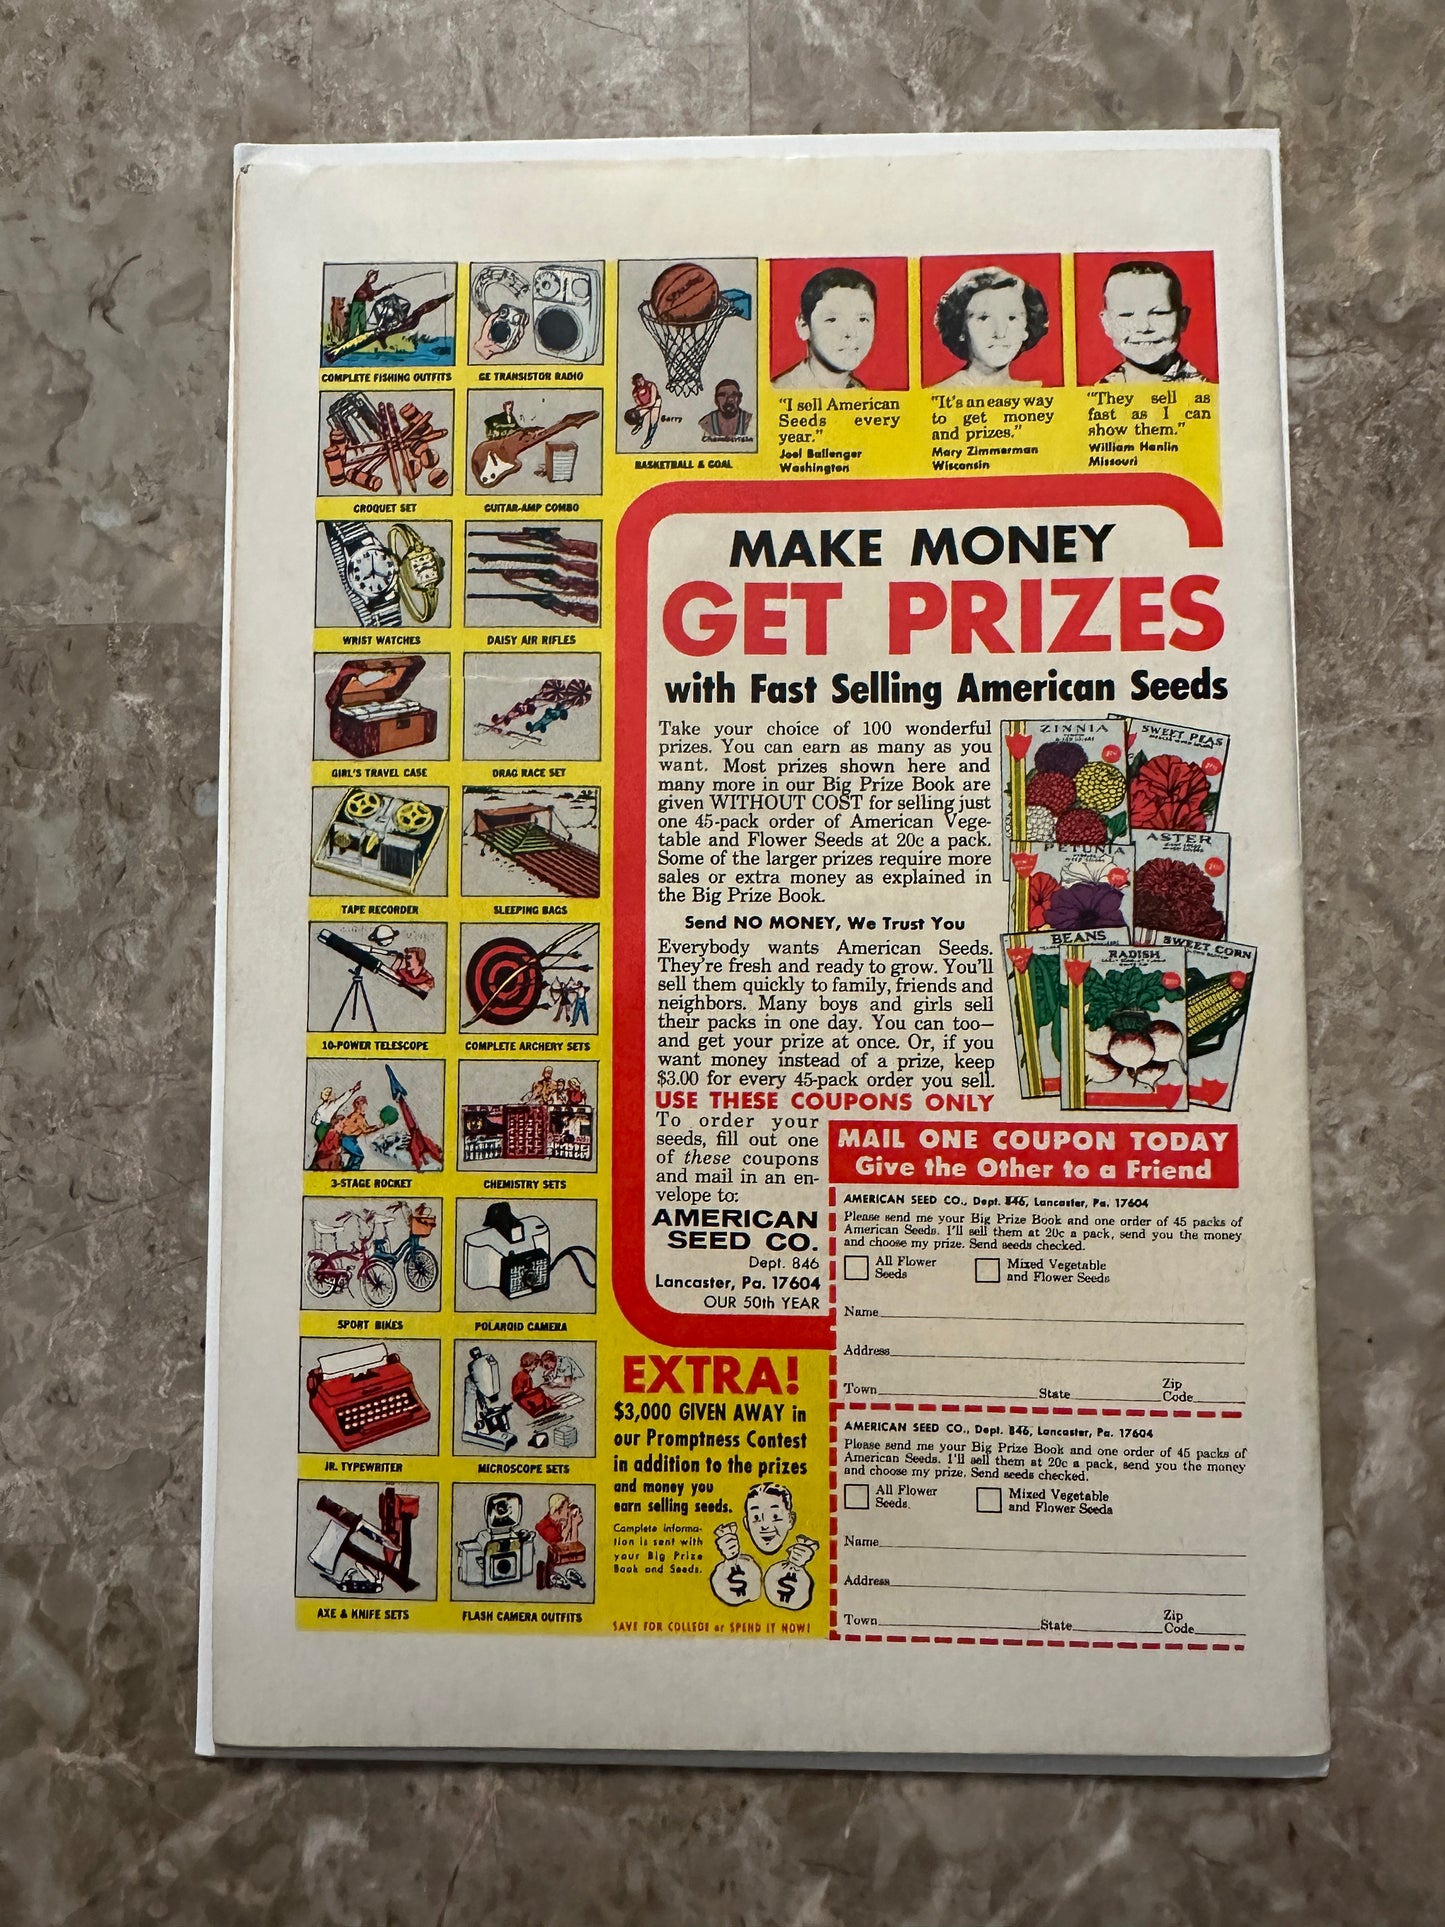 COMPLETE FISHING OUTFITS
GE TRANSISTOR RADIO
Barry
Chamberlain
BASKETBALL & GOAL
"I sell American
Seeds every
year."
Joel Ballenger
Washington
"It's an easy way
to get money
and prizes."
Mary Zimmerman
Wisconsin
"They sell as
fast as I can
show them."
William Hanlin
Missouri
CROQUET SET
GUITAR-AMP COMBO
WRIST WATCHES
DAISY AIR RIFLES
GIRL'S TRAVEL CASE
DRAG RACE SET
TAPE RECORDER
SLEEPING BAGS
10-POWER TELESCOPE
COMPLETE ARCHERY SETS
3-STAGE ROCKET
CHEMISTRY SETS
SPORT BIKES
POLAROID CAMERA
JR. TYPEWRITER
MICROSCOPE SETS
AXE & KNIFE SETS
FLASH CAMERA OUTFITS
MAKE MONEY
GET PRIZES
with Fast Selling American Seeds
Take your choice of 100 wonderful
prizes. You can earn as many as you
want. Most prizes shown here and
many more in our Big Prize Book are
given WITHOUT COST for selling just
one 45-pack order of American Vege-
table and Flower Seeds at 20c a pack.
Some of the larger prizes require more
sales or extra money as explained in
the Big Prize Book.
Send NO MONEY, We Trust You
Everybody wants American Seeds.
They're fresh and ready to grow. You'll
sell them quickly to family, friends and
neighbors. Many boys and girls sell
their packs in one day. You can too—
and get your prize at once. Or, if you
want money instead of a prize, keep
$3.00 for every 45-pack order you sell.
USE THESE COUPONS ONLY
To order your
seeds, fill out one
of these coupons
and mail in an en-
velope to:
AMERICAN
SEED CO.
Dept. 846
Lancaster, Pa. 17604
OUR 50th YEAR
ZINNIA
SWEET PEAS
PETUNIA
ASTER
BEANS
RADISH
SWEET CORN
MAIL ONE COUPON TODAY
Give the Other to a Friend
AMERICAN SEED CO., Dept. 846, Lancaster, Pa. 17604
Please send me your Big Prize Book and one order of 45 packs of
American Seeds. I'll sell them at 20c a pack, send you the money
and choose my prize. Send seeds checked.
All Flower
Seeds
Mixed Vegetable
and Flower Seeds
Name
Address
Town State Zip
Code
AMERICAN SEED CO., Dept. 846, Lancaster, Pa. 17604
Please send me your Big Prize Book and one order of 45 packs of
American Seeds. I'll sell them at 20c a pack, send you the money
and choose my prize. Send seeds checked.
All Flower
Seeds
Mixed Vegetable
and Flower Seeds
Name
Address
Town State Zip
Code
EXTRA!
$3,000 GIVEN AWAY in
our Promptness Contest
in addition to the prizes
and money you
earn selling seeds.
Complete informa-
tion is sent with
your Big Prize
Book and Seeds.
$ $
SAVE FOR COLLEGE or SPEND IT NOW!